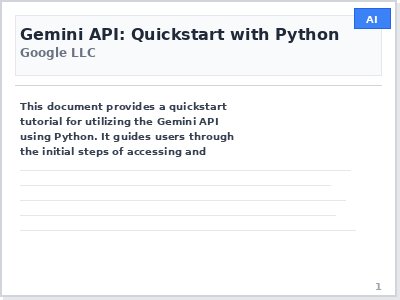 AI
Gemini API: Quickstart with Python
Google LLC
This document provides a quickstart
tutorial for utilizing the Gemini API
using Python. It guides users through
the initial steps of accessing and
1